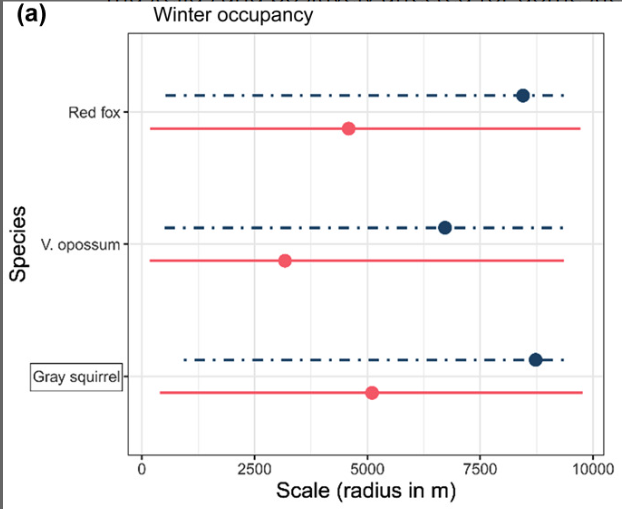 (a)
Winter occupancy
Red fox
V. opossum
Gray squirrel
Species
0 2500 5000 7500 10000
Scale (radius in m)